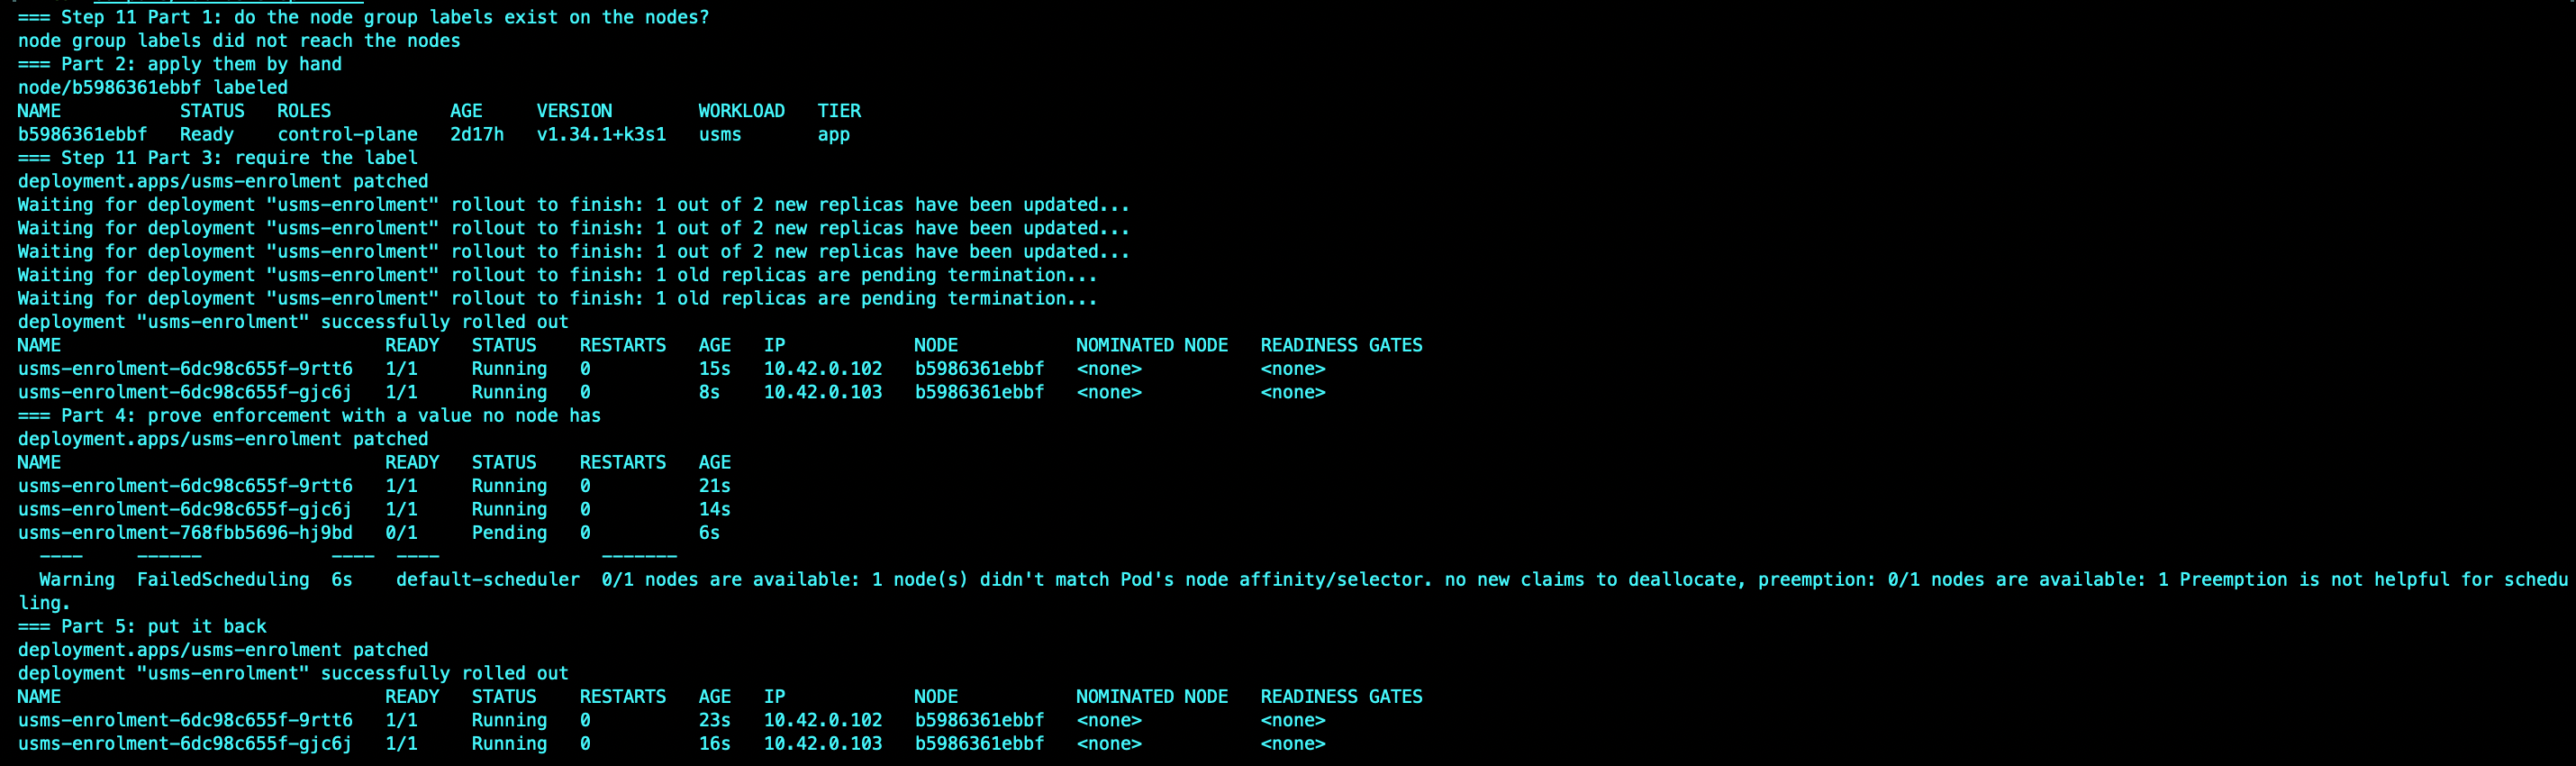 === Step 11 Part 1: do the node group labels exist on the nodes?
node group labels did not reach the nodes
=== Part 2: apply them by hand
node/b5986361ebbf labeled
NAME           STATUS   ROLES           AGE     VERSION        WORKLOAD   TIER
b5986361ebbf   Ready    control-plane   2d17h   v1.34.1+k3s1   usms       app
=== Step 11 Part 3: require the label
deployment.apps/usms-enrolment patched
Waiting for deployment "usms-enrolment" rollout to finish: 1 out of 2 new replicas have been updated...
Waiting for deployment "usms-enrolment" rollout to finish: 1 out of 2 new replicas have been updated...
Waiting for deployment "usms-enrolment" rollout to finish: 1 out of 2 new replicas have been updated...
Waiting for deployment "usms-enrolment" rollout to finish: 1 old replicas are pending termination...
Waiting for deployment "usms-enrolment" rollout to finish: 1 old replicas are pending termination...
deployment "usms-enrolment" successfully rolled out
NAME                              READY   STATUS    RESTARTS   AGE   IP            NODE           NOMINATED NODE   READINESS GATES
usms-enrolment-6dc98c655f-9rtt6   1/1     Running   0          15s   10.42.0.102   b5986361ebbf   <none>           <none>
usms-enrolment-6dc98c655f-gjc6j   1/1     Running   0          8s    10.42.0.103   b5986361ebbf   <none>           <none>
=== Part 4: prove enforcement with a value no node has
deployment.apps/usms-enrolment patched
NAME                              READY   STATUS    RESTARTS   AGE
usms-enrolment-6dc98c655f-9rtt6   1/1     Running   0          21s
usms-enrolment-6dc98c655f-gjc6j   1/1     Running   0          14s
usms-enrolment-768fbb5696-hj9bd   0/1     Pending   0          6s
  ----     ------            ----  ----               -------
  Warning  FailedScheduling  6s    default-scheduler  0/1 nodes are available: 1 node(s) didn't match Pod's node affinity/selector. no new claims to deallocate, preemption: 0/1 nodes are available: 1 Preemption is not helpful for schedu
ling.
=== Part 5: put it back
deployment.apps/usms-enrolment patched
deployment "usms-enrolment" successfully rolled out
NAME                              READY   STATUS    RESTARTS   AGE   IP            NODE           NOMINATED NODE   READINESS GATES
usms-enrolment-6dc98c655f-9rtt6   1/1     Running   0          23s   10.42.0.102   b5986361ebbf   <none>           <none>
usms-enrolment-6dc98c655f-gjc6j   1/1     Running   0          16s   10.42.0.103   b5986361ebbf   <none>           <none>